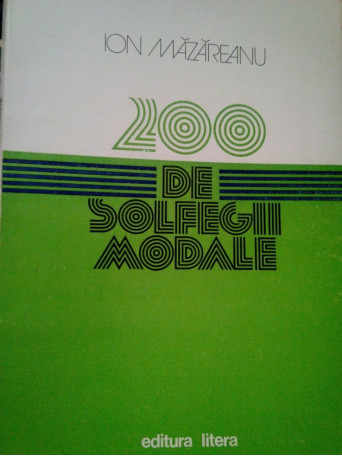 ION MĂZĂREANU
200
DE
SOLFEGII
MODALE
editura litera